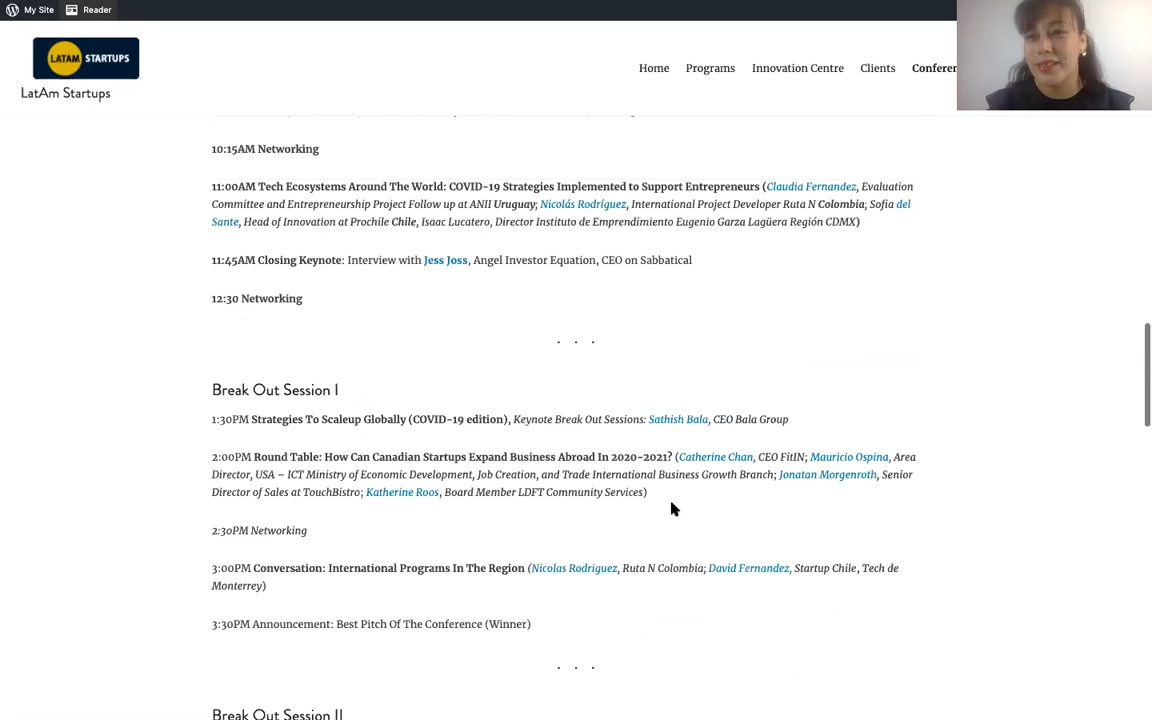 My Site
Reader
LATAM STARTUPS
LatAm Startups
Home
Programs
Innovation Centre
Clients
10:15AM Networking
11:00AM Tech Ecosystems Around The World: COVID-19 Strategies Implemented to Support Entrepreneurs (Claudia Fernandez, Evaluation
Committee and Entrepreneurship Project Follow up at ANII Uruguay; Nicolás Rodríguez, International Project Developer Ruta N Colombia; Sofia del
Sante, Head of Innovation at Prochile Chile, Isaac Lucatero, Director Instituto de Emprendimiento Eugenio Garza Lagüera Región CDMX)
11:45AM Closing Keynote: Interview with Jess Joss, Angel Investor Equation, CEO on Sabbatical
12:30 Networking
. . .
Break Out Session I
1:30PM Strategies To Scaleup Globally (COVID-19 edition), Keynote Break Out Sessions: Sathish Bala, CEO Bala Group
2:00PM Round Table: How Can Canadian Startups Expand Business Abroad In 2020-2021? (Catherine Chan, CEO FitIN; Mauricio Ospina, Area
Director, USA – ICT Ministry of Economic Development, Job Creation, and Trade International Business Growth Branch; Jonatan Morgenroth, Senior
Director of Sales at TouchBistro; Katherine Roos, Board Member LDFT Community Services)
2:30PM Networking
3:00PM Conversation: International Programs In The Region (Nicolas Rodriguez, Ruta N Colombia; David Fernandez, Startup Chile, Tech de
Monterrey)
3:30PM Announcement: Best Pitch Of The Conference (Winner)
. . .
Break Out Session II